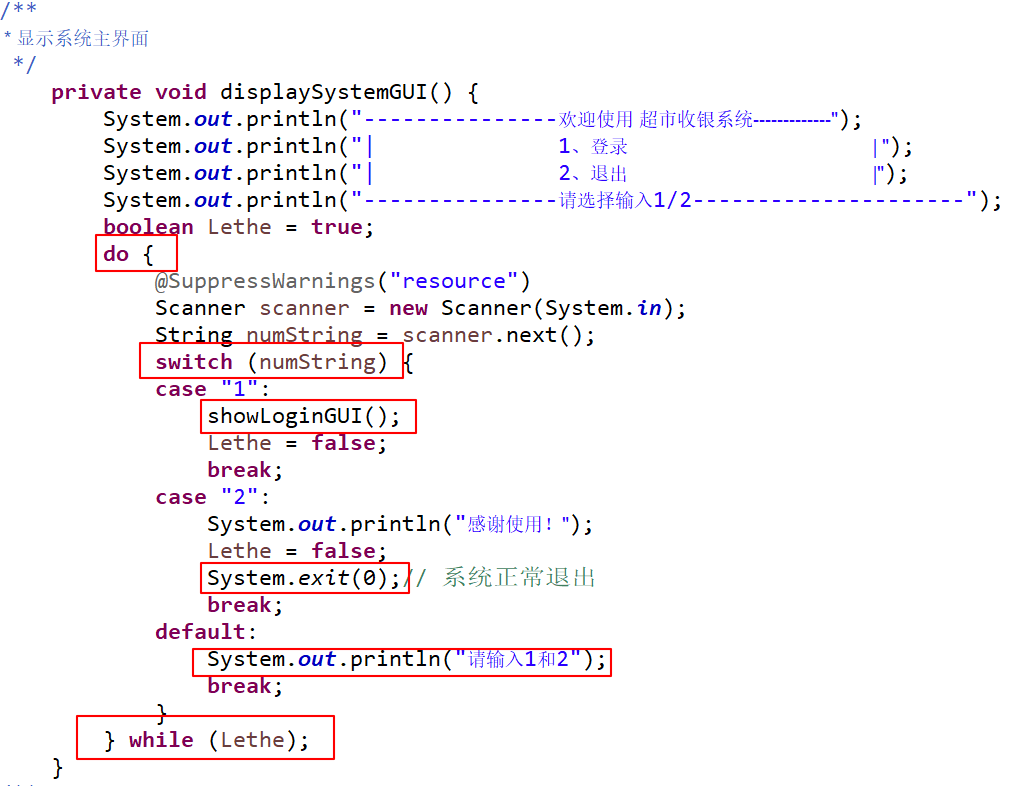 /**
* 显示系统主界面
*/
private void displaySystemGUI() {
System.out.println("---------------欢迎使用 超市收银系统-------------");
System.out.println("| 1、登录 |");
System.out.println("| 2、退出 |");
System.out.println("---------------请选择输入1/2---------------------");
boolean Lethe = true;
do {
@SuppressWarnings("resource")
Scanner scanner = new Scanner(System.in);
String numString = scanner.next();
switch (numString) {
case "1":
showLoginGUI();
Lethe = false;
break;
case "2":
System.out.println("感谢使用！");
Lethe = false;
System.exit(0);// 系统正常退出
break;
default:
System.out.println("请输入1和2");
break;
}
} while (Lethe);
}